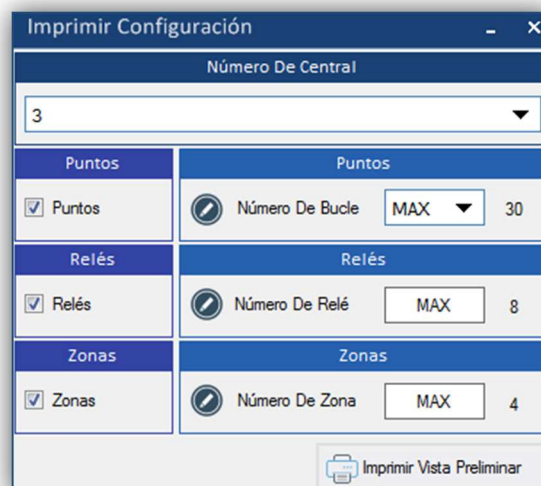 Imprimir Configuración
Número De Central
3
Puntos Puntos
Puntos Número De Bucle MAX 30
Relés Relés
Relés Número De Relé MAX 8
Zonas Zonas
Zonas Número De Zona MAX 4
Imprimir Vista Preliminar